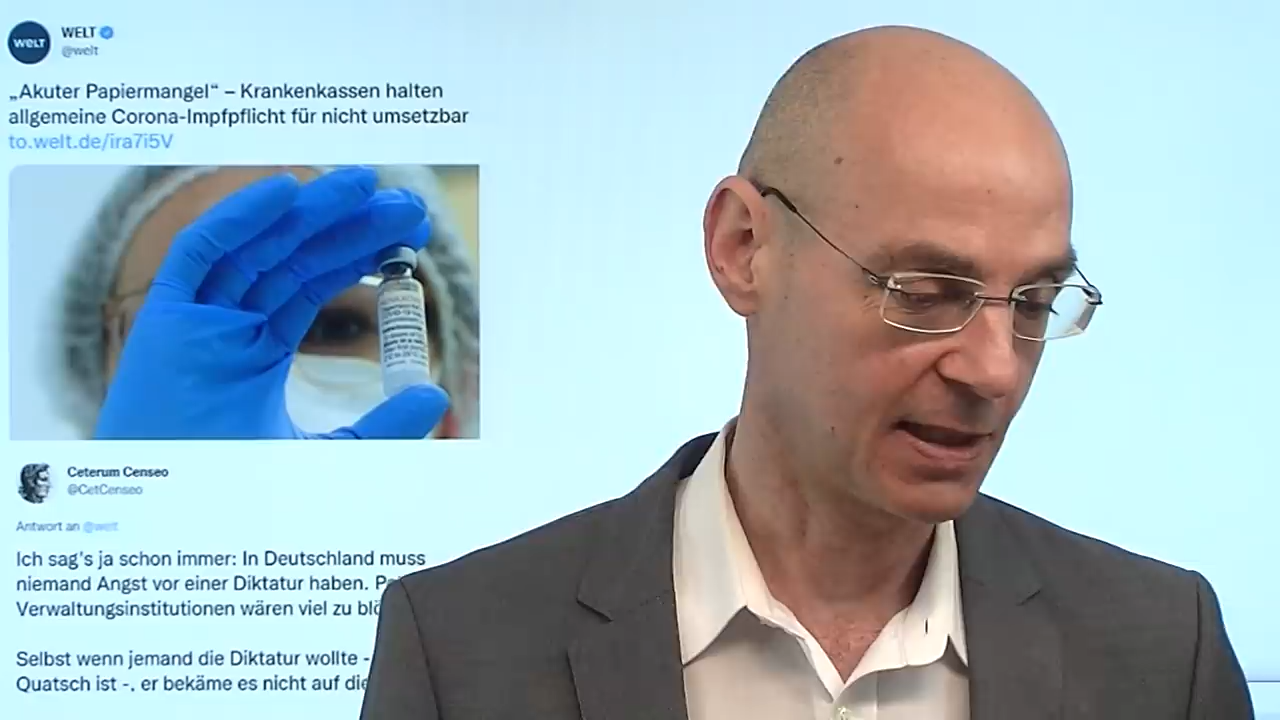 WELT
WELT
@welt
„Akuter Papiermangel“ – Krankenkassen halten
allgemeine Corona-Impfpflicht für nicht umsetzbar
to.welt.de/ira7i5V
Ceterum Censeo
@CetCenseo
Antwort an @welt
Ich sag's ja schon immer: In Deutschland muss
niemand Angst vor einer Diktatur haben.
Verwaltungsinstitutionen wären viel zu
Selbst wenn jemand die Diktatur wollte -
Quatsch ist -, er bekäme es nicht auf die